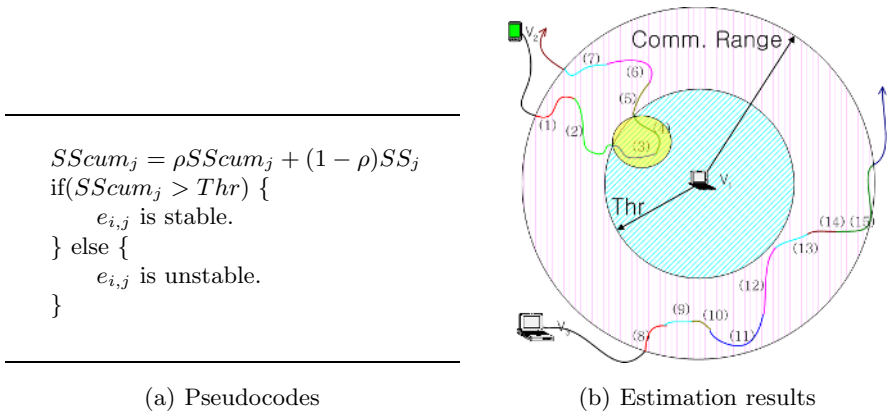 SScum_j = ρSScum_j + (1 − ρ)SS_j
if(SScum_j > Thr) {
e_{i,j} is stable.
} else {
e_{i,j} is unstable.
}
(a) Pseudocodes
V_2
Comm. Range
(7)
(6)
(5)
(1)
(2)
(4)
(3)
V_1
Thr
(14)
(15)
(13)
(12)
(9)
(10)
(8)
(11)
(b) Estimation results